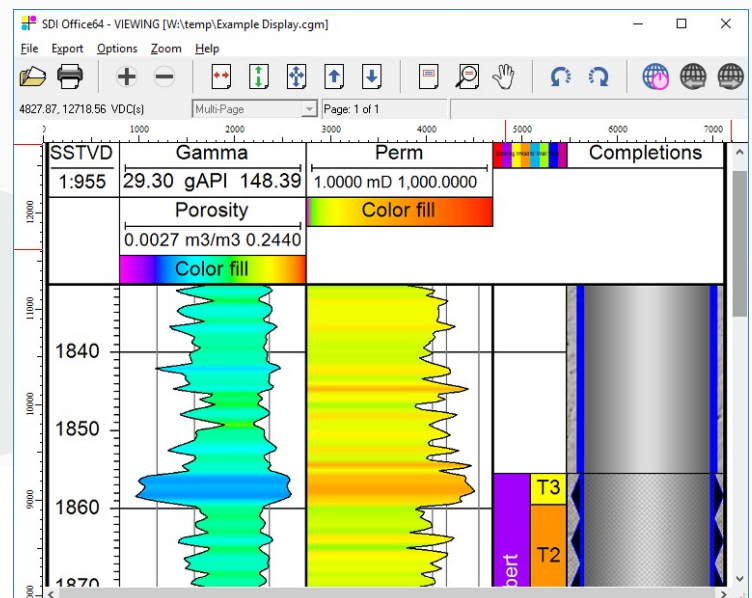 SDI Office64 - VIEWING [W:\temp\Example Display.cgm]
File Export Options Zoom Help
4827.87, 12718.56 VDC(s) Multi-Page Page: 1 of 1
0 1000 2000 3000 4000 5000 6000 7000
SSTVD Gamma Perm Completions
1:955 29.30 gAPI 148.39 1.0000 mD 1,000.0000
Porosity Color fill
0.0027 m3/m3 0.2440
Color fill
12000
11000
10000
9000
1840
1850
1860
1870
T3
T2
bert